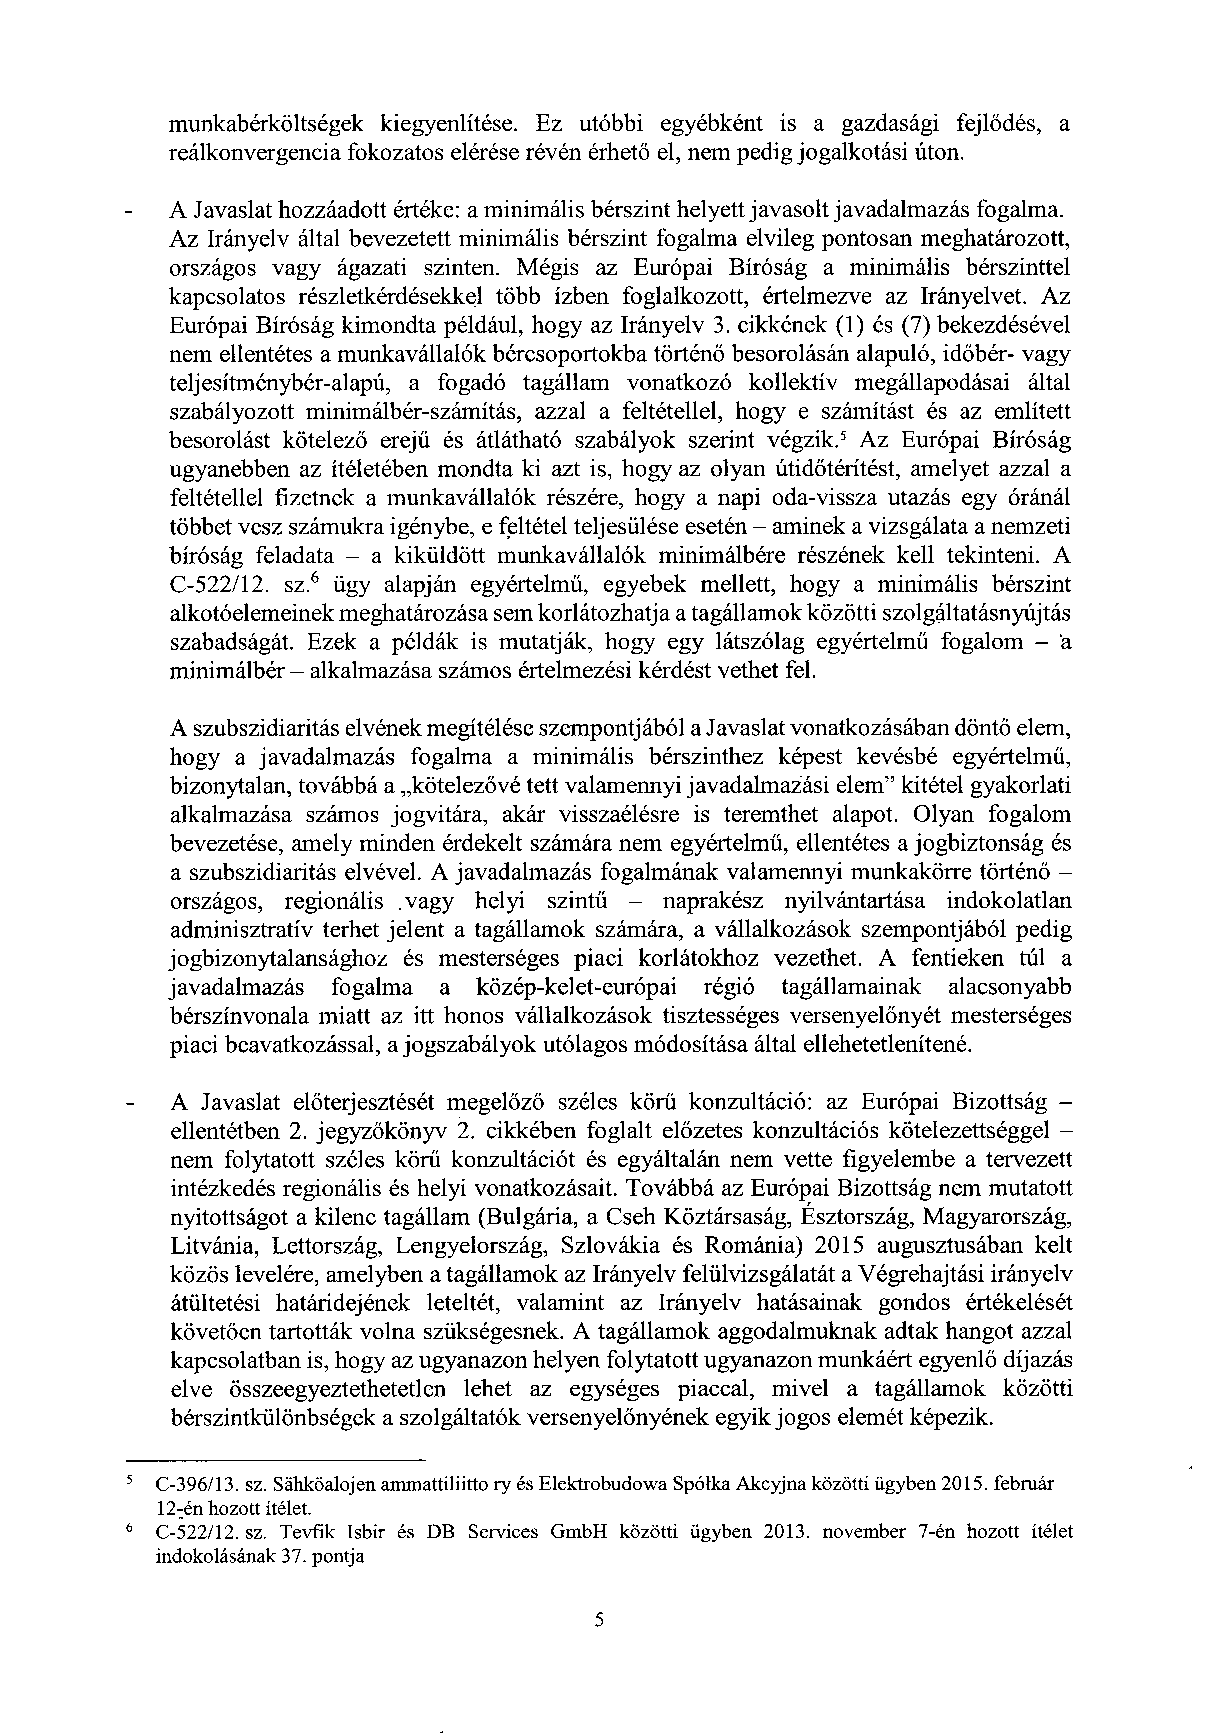 munkabérköltségek kiegyenlítése. Ez utóbbi egyébként is a gazdasági fejlődés, a
reálkonvergencia fokozatos elérése révén érhető el, nem pedig jogalkotási úton.
- A Javaslat hozzáadott értéke: a minimális bérszint helyett javasolt javadalmazás fogalma.
Az Irányelv által bevezetett minimális bérszint fogalma elvileg pontosan meghatározott,
országos vagy ágazati szinten. Mégis az Európai Bíróság a minimális bérszinttel
kapcsolatos részletkérdésekkel több ízben foglalkozott, értelmezve az Irányelvet. Az
Európai Bíróság kimondta például, hogy az Irányelv 3. cikkének (1) és (7) bekezdésével
nem ellentétes a munkavállalók bércsoportokba történő besorolásán alapuló, időbér- vagy
teljesítménybér-alapú, a fogadó tagállam vonatkozó kollektív megállapodásai által
szabályozott minimálbér-számítás, azzal a feltétellel, hogy e számítást és az említett
besorolást kötelező erejű és átlátható szabályok szerint végzik.⁵ Az Európai Bíróság
ugyanebben az ítéletében mondta ki azt is, hogy az olyan útidőtérítést, amelyet azzal a
feltétellel fizetnek a munkavállalók részére, hogy a napi oda-vissza utazás egy óránál
többet vesz számukra igénybe, e feltétel teljesülése esetén – aminek a vizsgálata a nemzeti
bíróság feladata – a kiküldött munkavállalók minimálbére részének kell tekinteni. A
C-522/12. sz.⁶ ügy alapján egyértelmű, egyebek mellett, hogy a minimális bérszint
alkotóelemeinek meghatározása sem korlátozhatja a tagállamok közötti szolgáltatásnyújtás
szabadságát. Ezek a példák is mutatják, hogy egy látszólag egyértelmű fogalom – a
minimálbér – alkalmazása számos értelmezési kérdést vethet fel.
A szubszidiaritás elvének megítélése szempontjából a Javaslat vonatkozásában döntő elem,
hogy a javadalmazás fogalma a minimális bérszinthez képest kevésbé egyértelmű,
bizonytalan, továbbá a „kötelezővé tett valamennyi javadalmazási elem” kitétel gyakorlati
alkalmazása számos jogvitára, akár visszaélésre is teremthet alapot. Olyan fogalom
bevezetése, amely minden érdekelt számára nem egyértelmű, ellentétes a jogbiztonság és
a szubszidiaritás elvével. A javadalmazás fogalmának valamennyi munkakörre történő –
országos, regionális vagy helyi szintű – naprakész nyilvántartása indokolatlan
adminisztratív terhet jelent a tagállamok számára, a vállalkozások szempontjából pedig
jogbizonytalansághoz és mesterséges piaci korlátokhoz vezethet. A fentieken túl a
javadalmazás fogalma a közép-kelet-európai régió tagállamainak alacsonyabb
bérszínvonala miatt az itt honos vállalkozások tisztességes versenyelőnyét mesterséges
piaci beavatkozással, a jogszabályok utólagos módosítása által ellehetetlenítené.
- A Javaslat előterjesztését megelőző széles körű konzultáció: az Európai Bizottság –
ellentétben 2. jegyzőkönyv 2. cikkében foglalt előzetes konzultációs kötelezettséggel –
nem folytatott széles körű konzultációt és egyáltalán nem vette figyelembe a tervezett
intézkedés regionális és helyi vonatkozásait. Továbbá az Európai Bizottság nem mutatott
nyitottságot a kilenc tagállam (Bulgária, a Cseh Köztársaság, Észtország, Magyarország,
Litvánia, Lettország, Lengyelország, Szlovákia és Románia) 2015 augusztusában kelt
közös levelére, amelyben a tagállamok az Irányelv felülvizsgálatát a Végrehajtási irányelv
átültetési határidejének leteltét, valamint az Irányelv hatásainak gondos értékelését
követően tartották volna szükségesnek. A tagállamok aggodalmuknak adtak hangot azzal
kapcsolatban is, hogy az ugyanazon helyen folytatott ugyanazon munkáért egyenlő díjazás
elve összeegyeztethetetlen lehet az egységes piaccal, mivel a tagállamok közötti
bérszintkülönbségek a szolgáltatók versenyelőnyének egyik jogos elemét képezik.
⁵ C-396/13. sz. Sähköalojen ammattiliitto ry és Elektrobudowa Spółka Akcyjna közötti ügyben 2015. február
12-én hozott ítélet.
⁶ C-522/12. sz. Tevfik Isbir és DB Services GmbH közötti ügyben 2013. november 7-én hozott ítélet
indokolásának 37. pontja
5